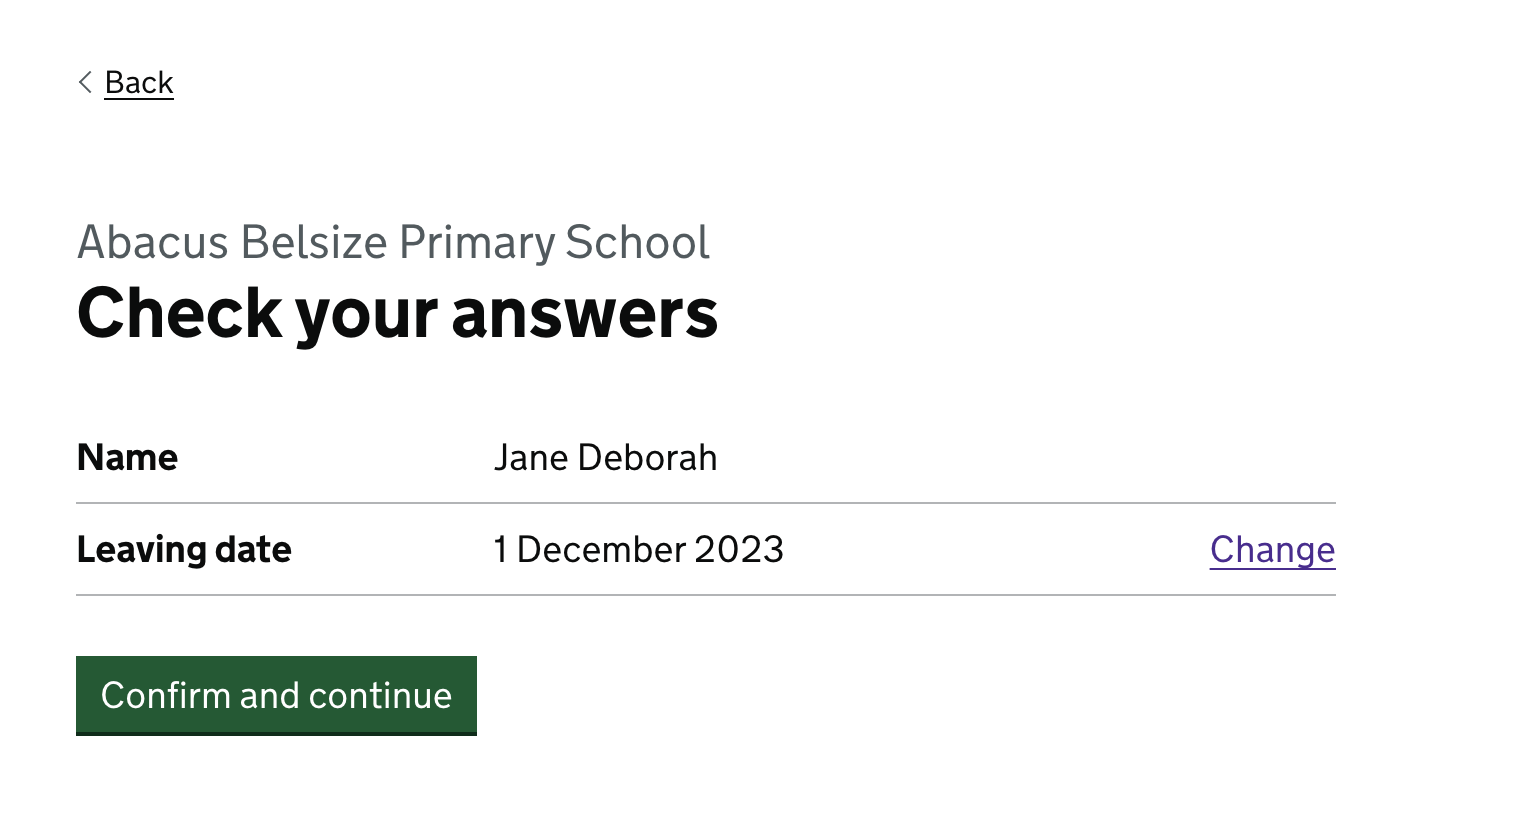 Back
Abacus Belsize Primary School
Check your answers
Name Jane Deborah
Leaving date 1 December 2023 Change
Confirm and continue